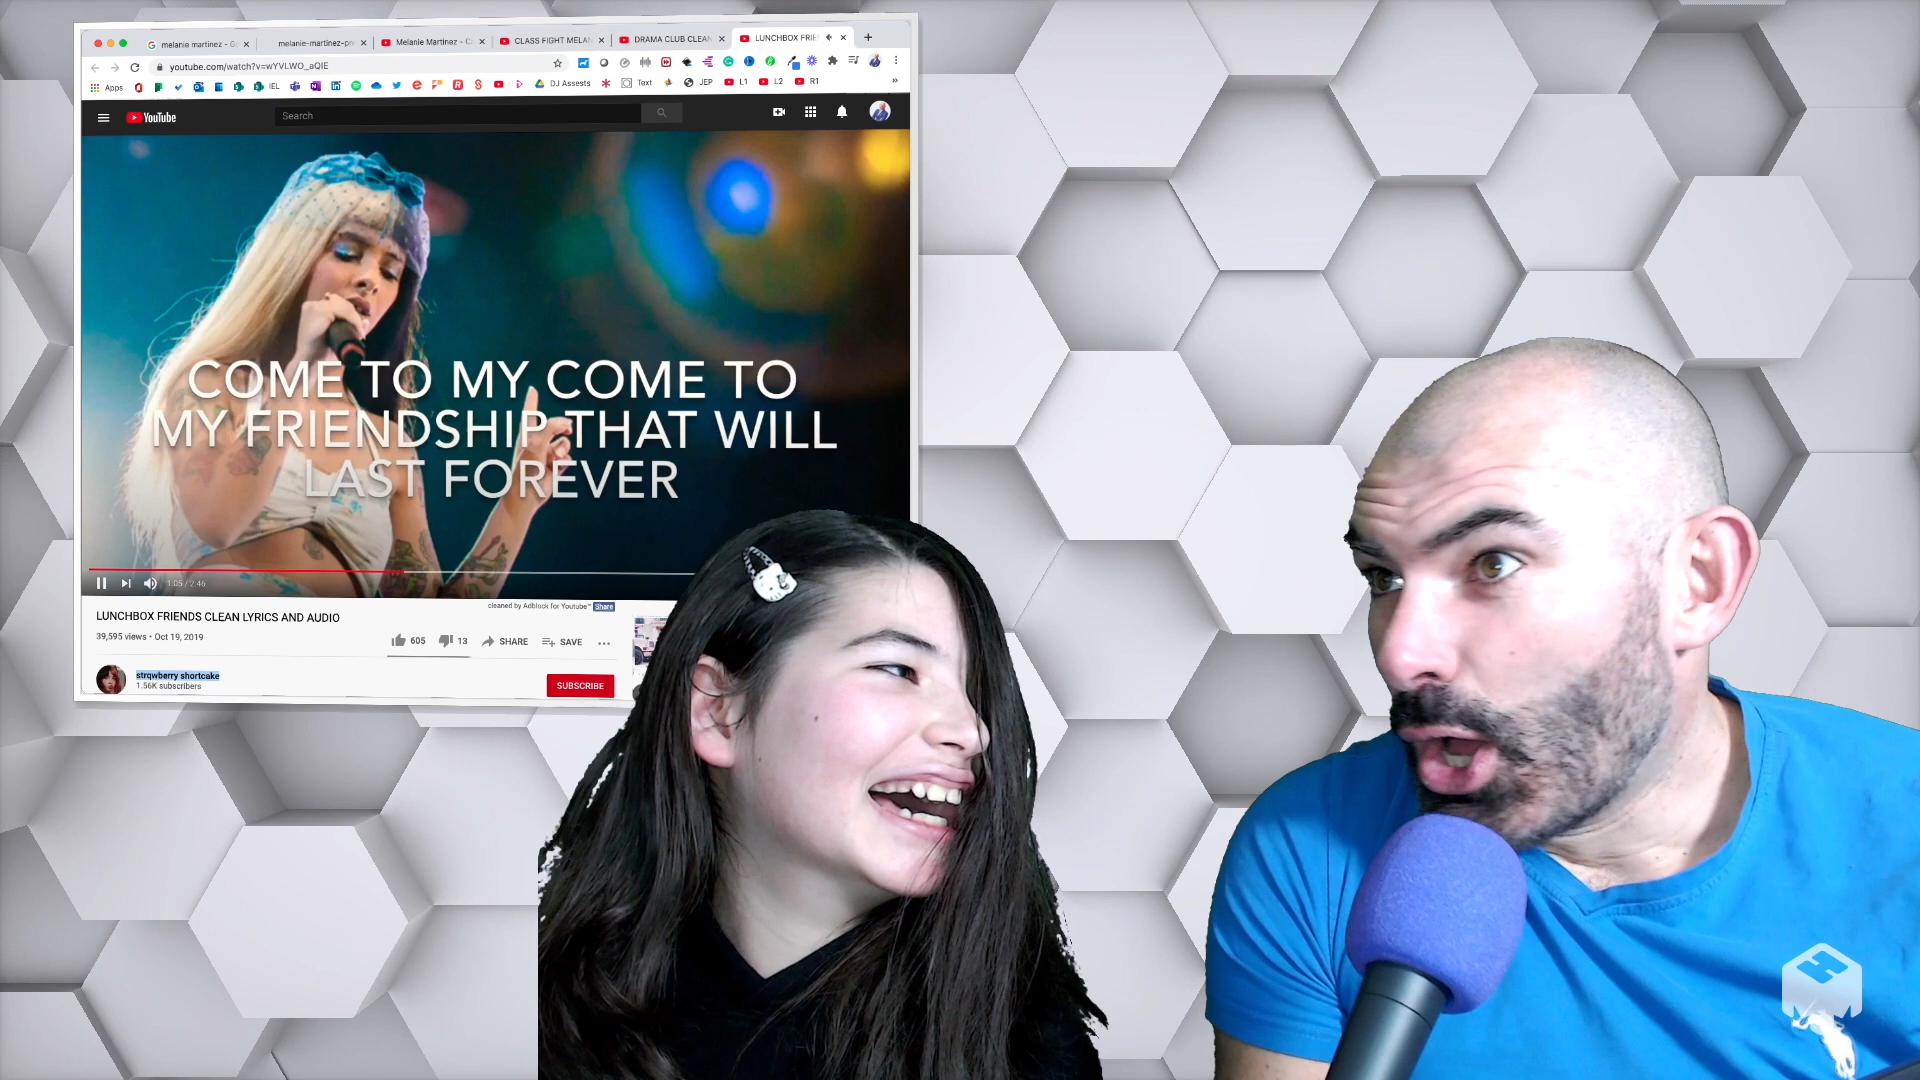 melanie martinez - G
melanie-martinez-pr
Melanie Martinez - C
CLASS FIGHT MELAN
DRAMA CLUB CLEAN
LUNCHBOX FRIE
youtube.com/watch?v=wYVLWO_aQIE
Apps
IEL
DJ Assests
Text
JEP
L1
L2
R1
YouTube
Search
COME TO MY COME TO
MY FRIENDSHIP THAT WILL
LAST FOREVER
1:05 / 2:46
cleaned by Adblock for Youtube™
Share
LUNCHBOX FRIENDS CLEAN LYRICS AND AUDIO
39,595 views • Oct 19, 2019
605
13
SHARE
SAVE
strqwberry shortcake
1.56K subscribers
SUBSCRIBE